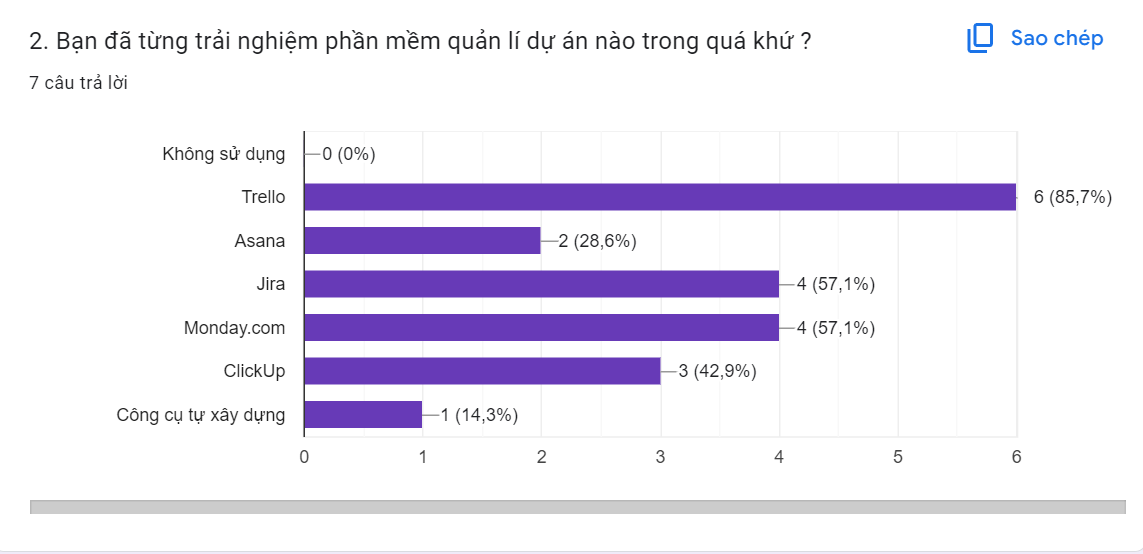 2. Bạn đã từng trải nghiệm phần mềm quản lí dự án nào trong quá khứ ?
Sao chép
7 câu trả lời
Không sử dụng 0 (0%)
Trello 6 (85,7%)
Asana 2 (28,6%)
Jira 4 (57,1%)
Monday.com 4 (57,1%)
ClickUp 3 (42,9%)
Công cụ tự xây dựng 1 (14,3%)
0 1 2 3 4 5 6